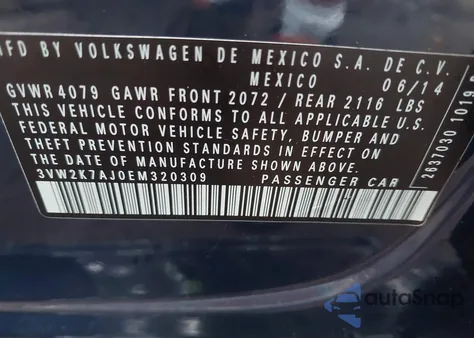 MFD BY VOLKSWAGEN DE MEXICO S.A. DE C.V.
MEXICO 06/14
GVWR 4079 GAWR FRONT 2072 / REAR 2116 LBS
THIS VEHICLE CONFORMS TO ALL APPLICABLE U.S.
FEDERAL MOTOR VEHICLE SAFETY, BUMPER AND
THEFT PREVENTION STANDARDS IN EFFECT ON
THE DATE OF MANUFACTURE SHOWN ABOVE.
3VW2K7AJ0EM320309 PASSENGER CAR
2637030 1019
autoSnap